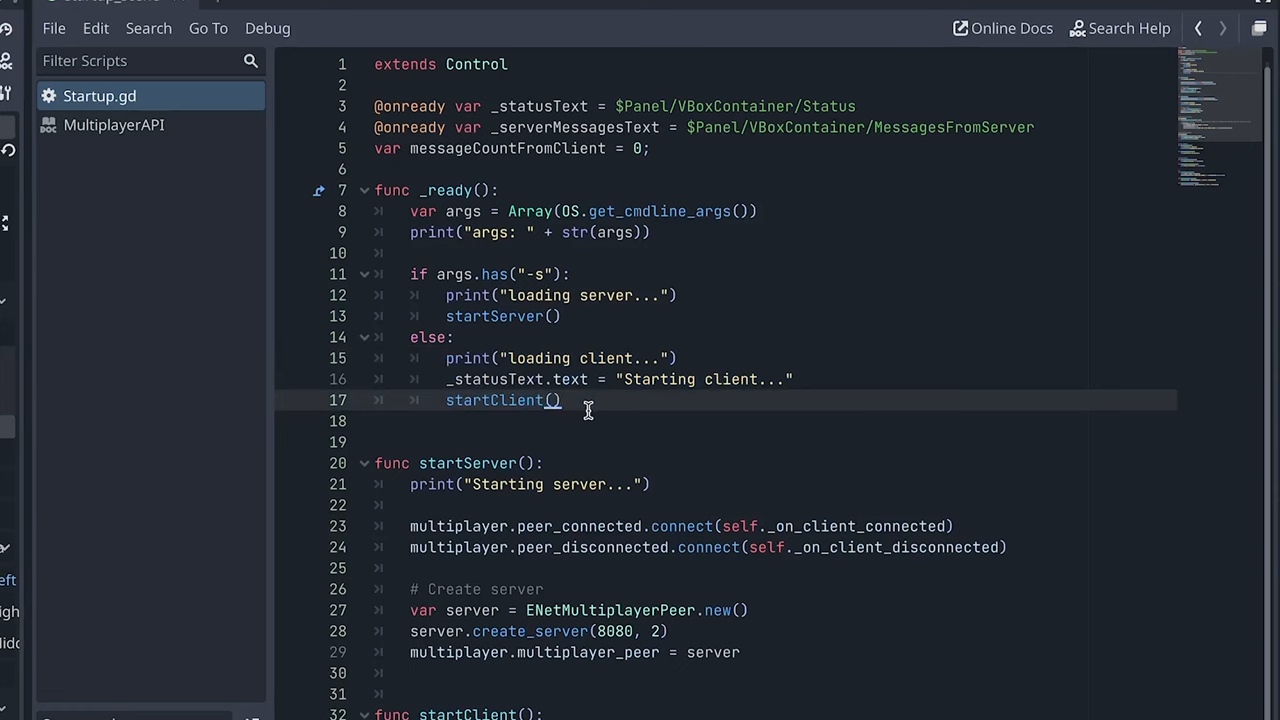 File Edit Search Go To Debug Online Docs Search Help
Filter Scripts
Startup.gd
MultiplayerAPI
1 extends Control
2
3 @onready var _statusText = $Panel/VBoxContainer/Status
4 @onready var _serverMessagesText = $Panel/VBoxContainer/MessagesFromServer
5 var messageCountFromClient = 0;
6
7 func _ready():
8 var args = Array(OS.get_cmdline_args())
9 print("args: " + str(args))
10
11 if args.has("-s"):
12 print("loading server...")
13 startServer()
14 else:
15 print("loading client...")
16 _statusText.text = "Starting client..."
17 startClient()
18
19
20 func startServer():
21 print("Starting server...")
22
23 multiplayer.peer_connected.connect(self._on_client_connected)
24 multiplayer.peer_disconnected.connect(self._on_client_disconnected)
25
26 # Create server
27 var server = ENetMultiplayerPeer.new()
28 server.create_server(8080, 2)
29 multiplayer.multiplayer_peer = server
30
31
32 func startClient():